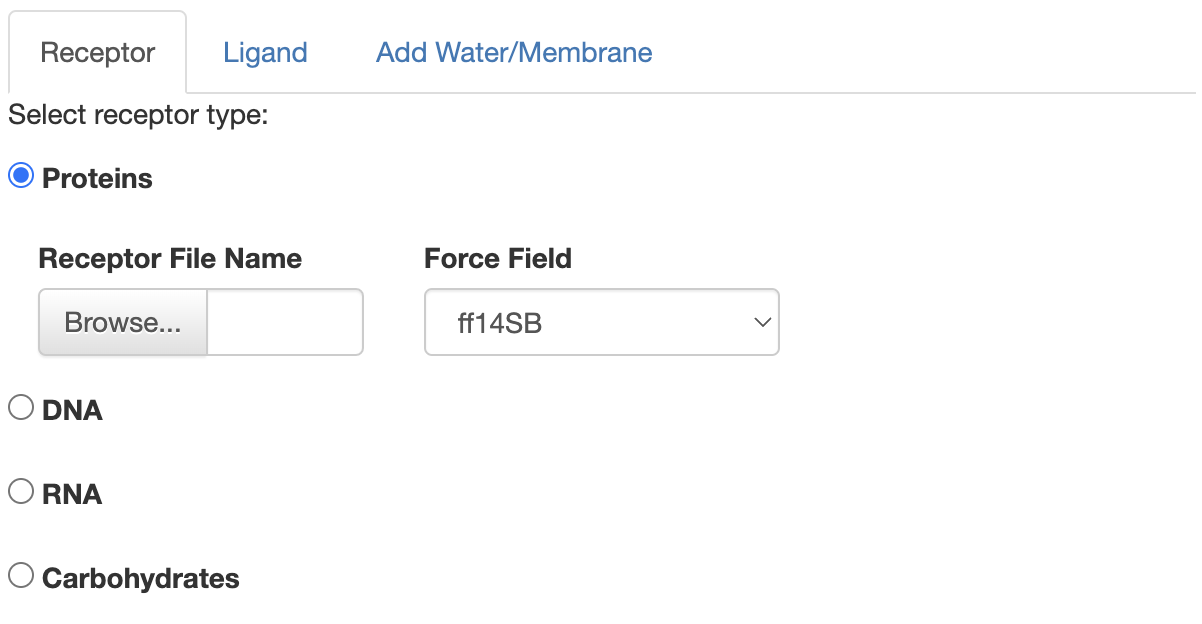 Receptor Ligand Add Water/Membrane
Select receptor type:
Proteins
Receptor File Name Force Field
Browse... ff14SB
DNA
RNA
Carbohydrates